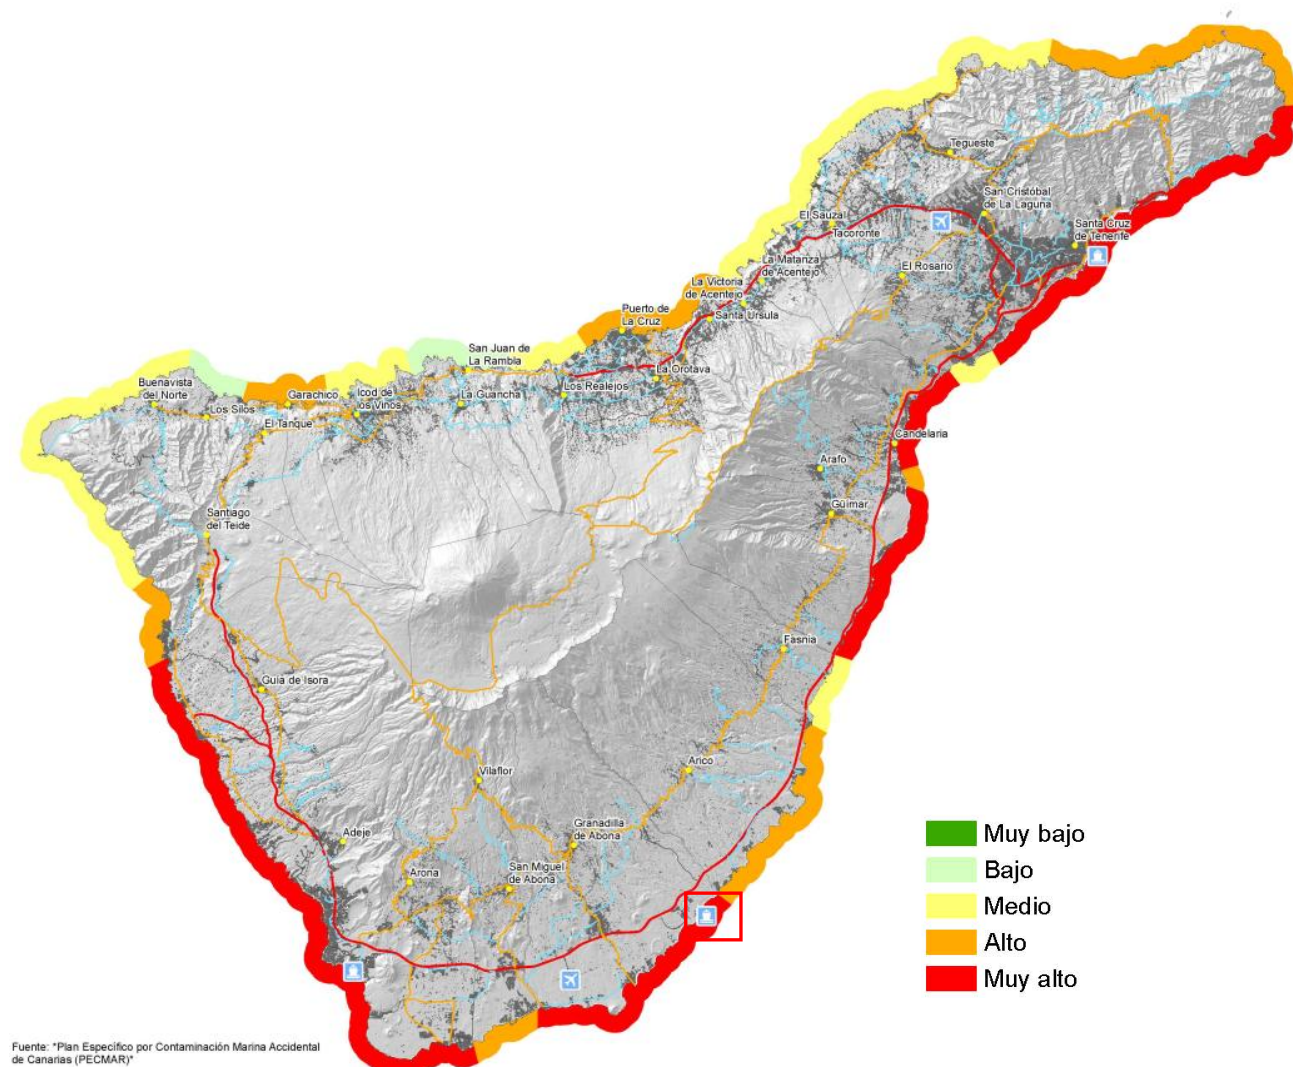 Tegueste
San Cristóbal
de La Laguna
El Sauzal
Tacoronte
Santa Cruz
de Tenerife
La Matanza
de Acentejo
El Rosario
La Victoria
de Acentejo
Puerto de
La Cruz
Santa Ursula
San Juan de
La Rambla
La Orotava
Buenavista
del Norte
Garachico
Icod de
los Vinos
La Guancha
Los Realejos
Los Silos
El Tanque
Candelaria
Arafo
Güimar
Santiago
del Teide
Fasnia
Guia de Isora
Vilaflor
Arico
Adeje
Granadilla
de Abona
Arona
San Miguel
de Abona
Muy bajo
Bajo
Medio
Alto
Muy alto
Fuente: "Plan Específico por Contaminación Marina Accidental
de Canarias (PECMAR)"